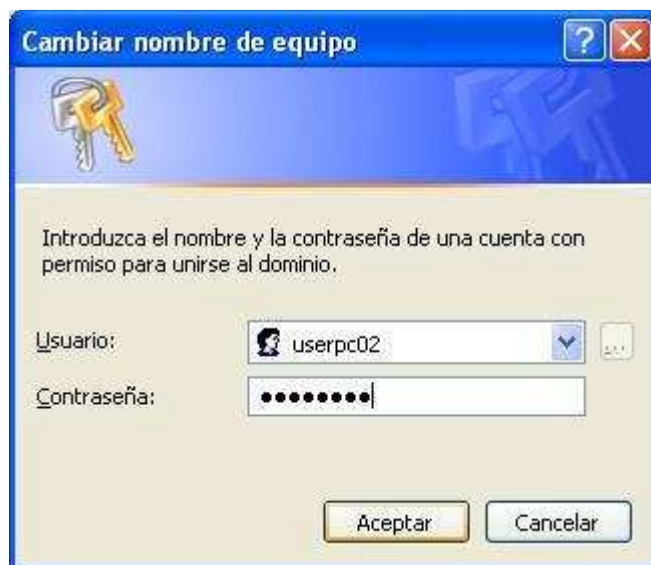 Cambiar nombre de equipo
Introduzca el nombre y la contraseña de una cuenta con
permiso para unirse al dominio.
Usuario: userpc02 ...
Contraseña: ●●●●●●●●
Aceptar Cancelar